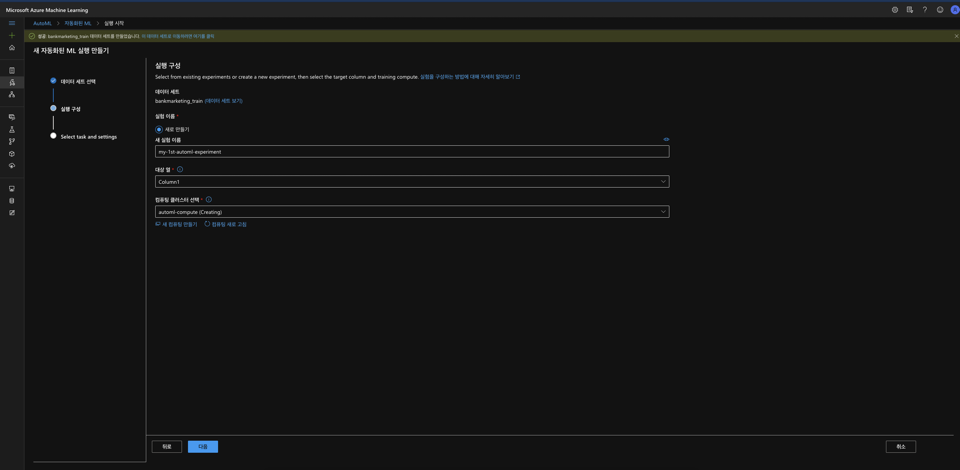 Microsoft Azure Machine Learning
AutoML > 자동화된 ML > 실행 시작
성공: bankmarketing_train 데이터 세트를 만들었습니다. 이 데이터 세트로 이동하려면 여기를 클릭
새 자동화된 ML 실행 만들기
데이터 세트 선택
실행 구성
Select task and settings
실행 구성
Select from existing experiments or create a new experiment, then select the target column and training compute. 실험을 구성하는 방법에 대해 자세히 알아보기
데이터 세트
bankmarketing_train (데이터 세트 보기)
실험 이름 *
새로 만들기
새 실험 이름
my-1st-automl-experiment
대상 열 *
Column1
컴퓨팅 클러스터 선택 *
automl-compute (Creating)
새 컴퓨팅 만들기 컴퓨팅 새로 고침
뒤로 다음 취소